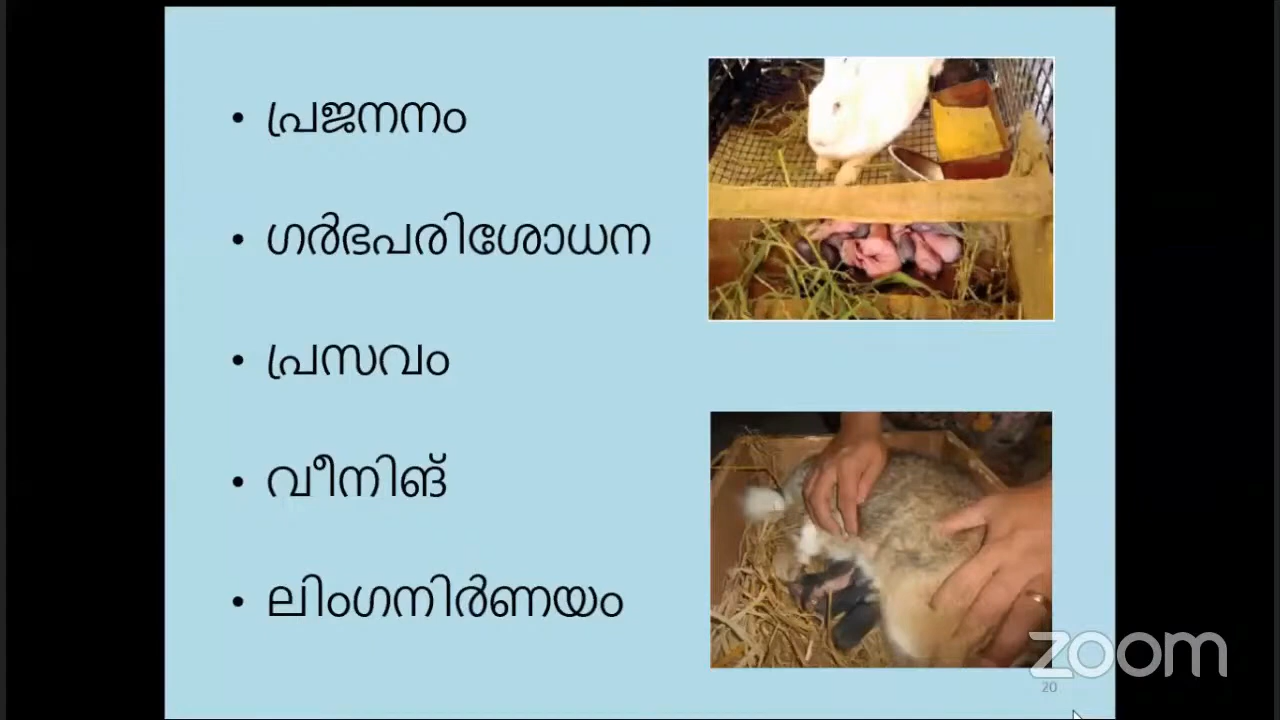 • പ്രജനനം
• ഗർഭപരിശോധന
• പ്രസവം
• വീനിങ്
• ലിംഗനിർണയം
zoom
20